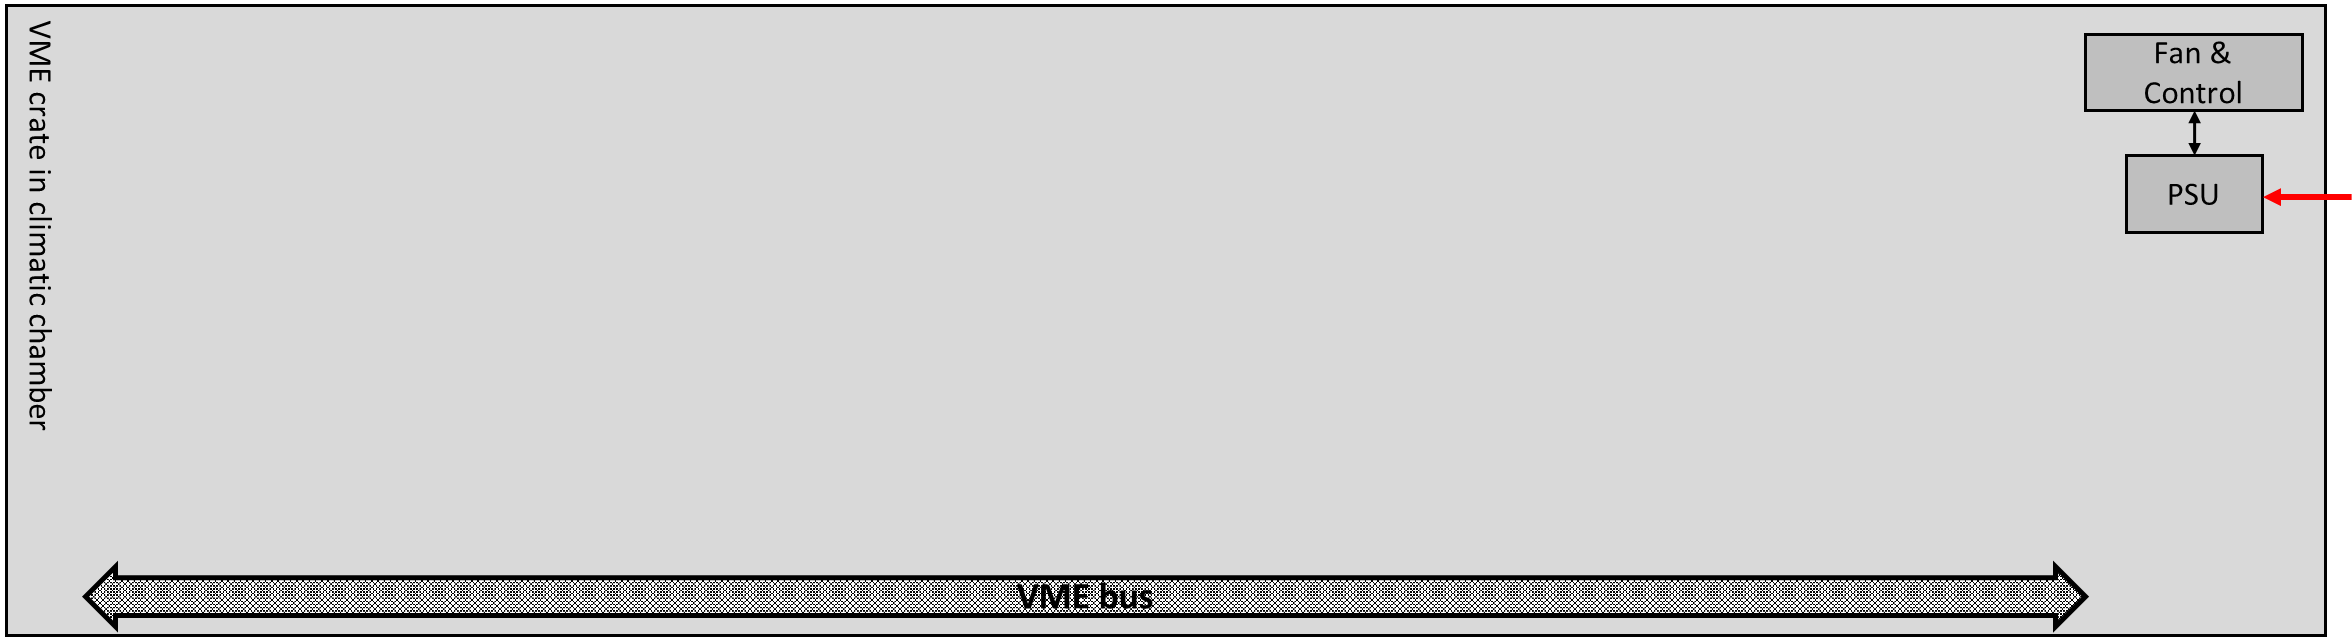 VME crate in climatic chamber
Fan &
Control
PSU
VME bus